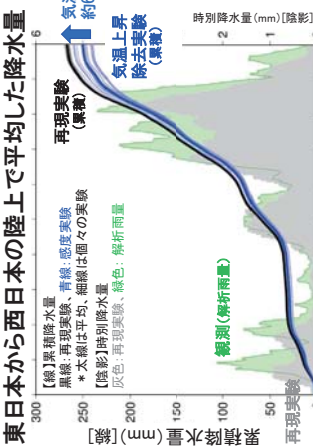 東日本から西日本の陸上で平均した降水量
【線】累積降水量
黒線：再現実験、青線：感度実験
＊太線は平均、細線は個々の実験
【陰影】時別降水量
灰色：再現実験、緑色：解析雨量
再現実験
(累積)
気温上昇
除去実験
(累積)
気温
約6
観測(解析雨量)
再現実験
累積降水量(mm)[線]
300
250
200
150
100
50
時別降水量(mm)[陰影]
6